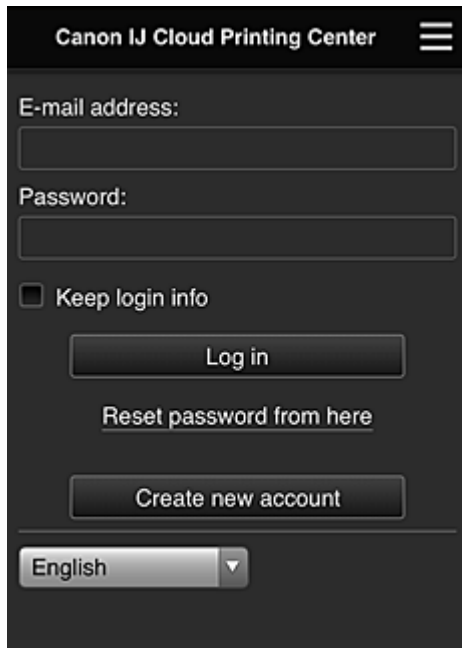 Canon IJ Cloud Printing Center
E-mail address:
Password:
Keep login info
Log in
Reset password from here
Create new account
English